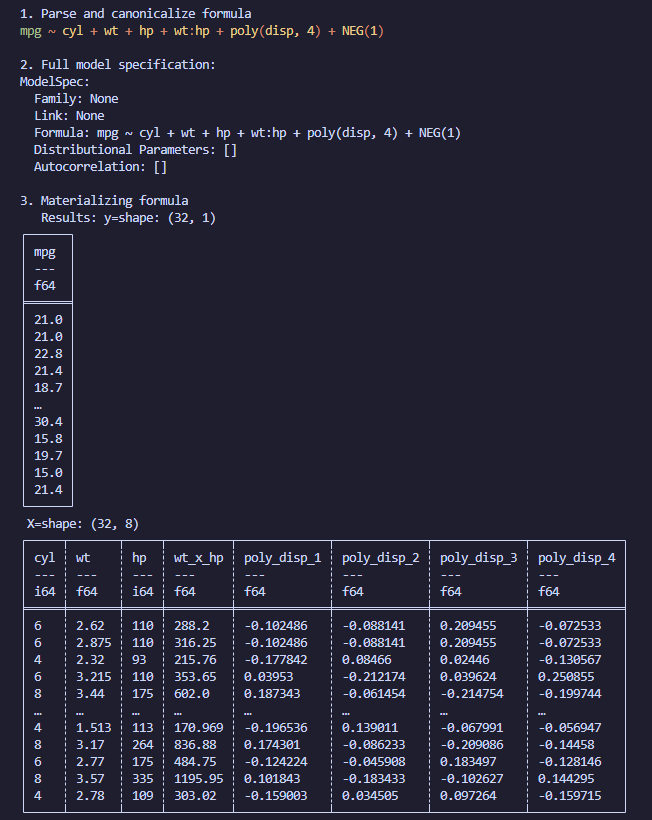 1. Parse and canonicalize formula
mpg ~ cyl + wt + hp + wt:hp + poly(disp, 4) + NEG(1)
2. Full model specification:
ModelSpec:
Family: None
Link: None
Formula: mpg ~ cyl + wt + hp + wt:hp + poly(disp, 4) + NEG(1)
Distributional Parameters: []
Autocorrelation: []
3. Materializing formula
Results: y=shape: (32, 1)
mpg
---
f64
21.0
21.0
22.8
21.4
18.7
…
30.4
15.8
19.7
15.0
21.4
X=shape: (32, 8)
cyl wt hp wt_x_hp poly_disp_1 poly_disp_2 poly_disp_3 poly_disp_4
--- --- --- --- --- --- --- ---
i64 f64 i64 f64 f64 f64 f64 f64
6 2.62 110 288.2 -0.102486 -0.088141 0.209455 -0.072533
6 2.875 110 316.25 -0.102486 -0.088141 0.209455 -0.072533
4 2.32 93 215.76 -0.177842 0.08466 0.02446 -0.130567
6 3.215 110 353.65 0.03953 -0.212174 0.039624 0.250855
8 3.44 175 602.0 0.187343 -0.061454 -0.214754 -0.199744
… … … … … … … …
4 1.513 113 170.969 -0.196536 0.139011 -0.067991 -0.056947
8 3.17 264 836.88 0.174301 -0.086233 -0.209086 -0.14458
6 2.77 175 484.75 -0.124224 -0.045908 0.183497 -0.128146
8 3.57 335 1195.95 0.101843 -0.183433 -0.102627 0.144295
4 2.78 109 303.02 -0.159003 0.034505 0.097264 -0.159715